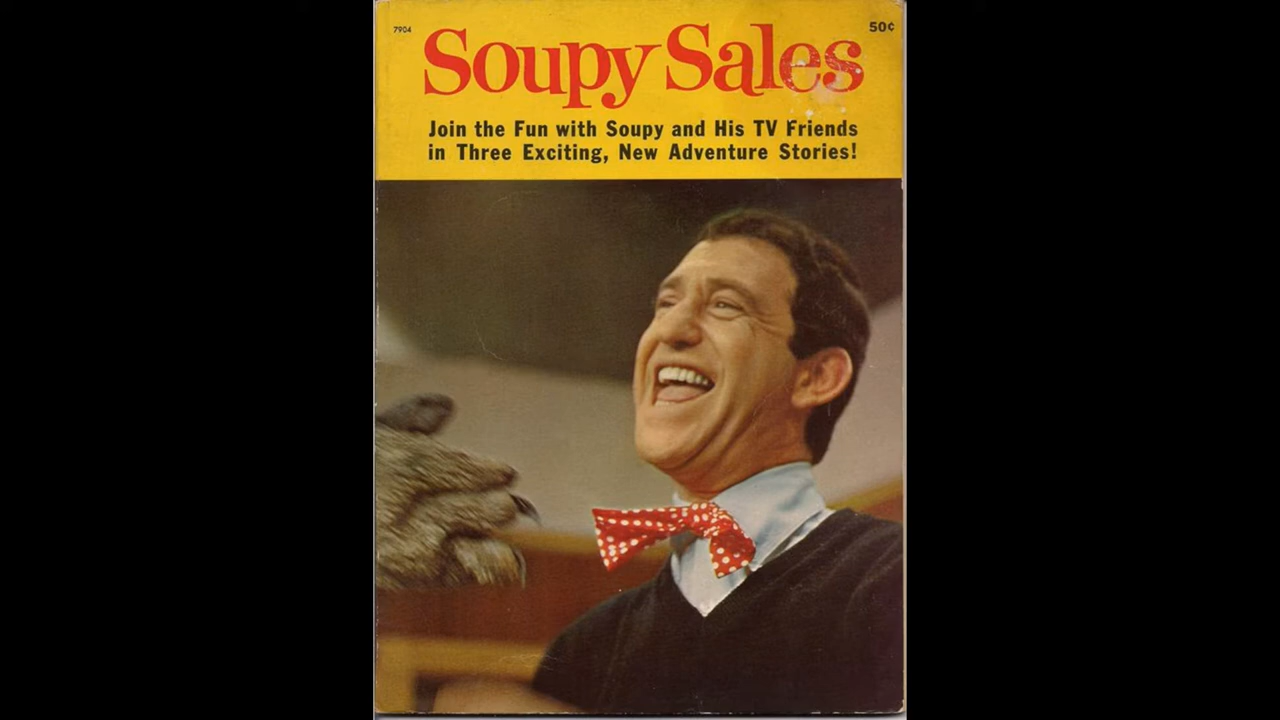 7904
50¢
Soupy Sales
Join the Fun with Soupy and His TV Friends
in Three Exciting, New Adventure Stories!